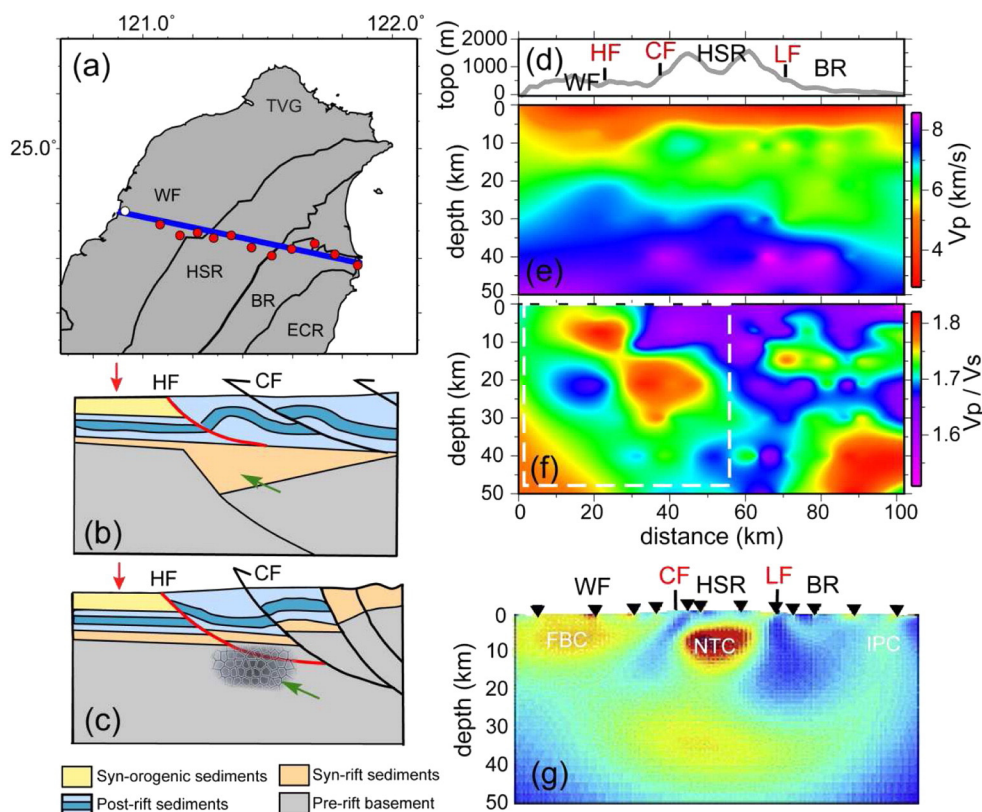 121.0°
122.0°
(a)
TVG
25.0°
WF
HSR
BR
ECR
HF
CF
(b)
HF
CF
(c)
Syn-orogenic sediments
Syn-rift sediments
Post-rift sediments
Pre-rift basement
topo (m)
2000
1000
0
(d)
HF
CF
HSR
LF
WF
BR
depth (km)
0
10
20
30
40
50
(e)
8
6
4
Vp (km/s)
depth (km)
0
10
20
30
40
50
(f)
1.8
1.7
1.6
Vp / Vs
0
20
40
60
80
100
distance (km)
WF
CF
HSR
LF
BR
depth (km)
0
10
20
30
40
50
FBC
NTC
IPC
(g)